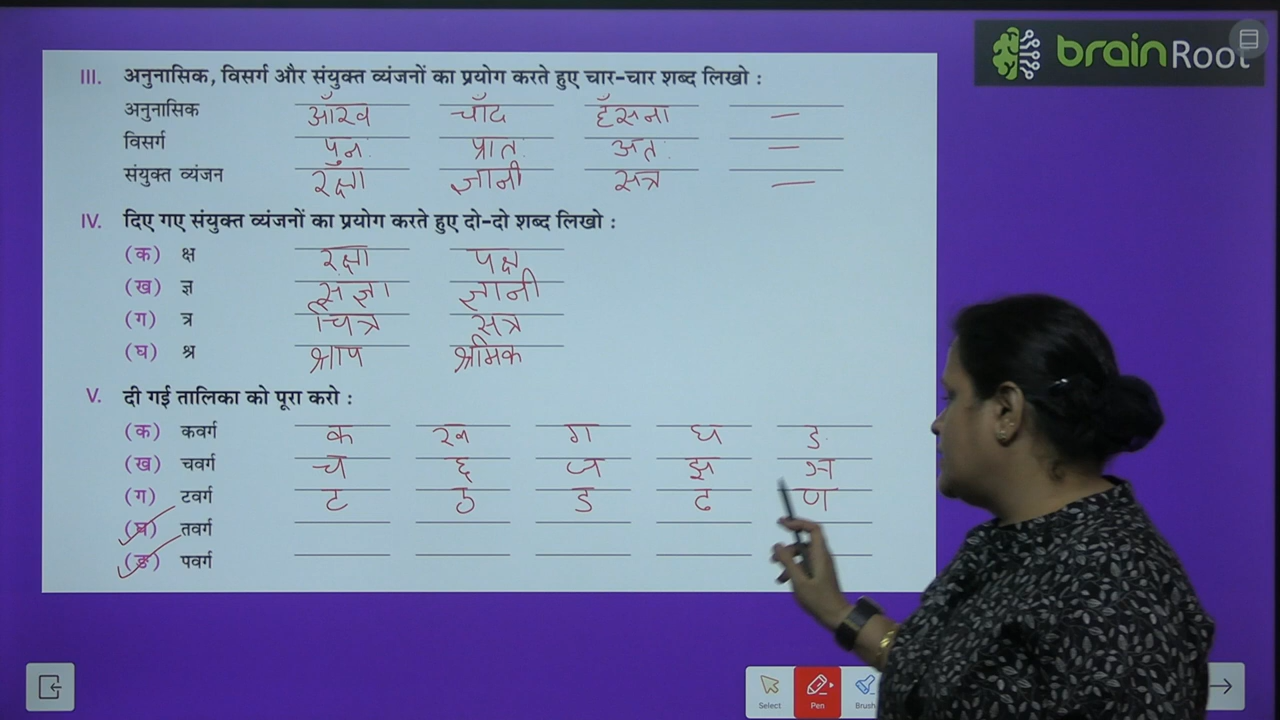 brainRoot
III. अनुनासिक, विसर्ग और संयुक्त व्यंजनों का प्रयोग करते हुए चार-चार शब्द लिखो :
अनुनासिक आँख चाँद हँसना —
विसर्ग पुनः प्रातः अतः —
संयुक्त व्यंजन रक्षा ज्ञानी सत्र —
IV. दिए गए संयुक्त व्यंजनों का प्रयोग करते हुए दो-दो शब्द लिखो :
(क) क्ष रक्षा पक्ष
(ख) ज्ञ संज्ञा ज्ञानी
(ग) त्र चित्र सत्र
(घ) श्र श्राप श्रमिक
V. दी गई तालिका को पूरा करो :
(क) कवर्ग क ख ग घ ङ
(ख) चवर्ग च छ ज झ ञ
(ग) टवर्ग ट ठ ड ढ ण
(घ) तवर्ग
(ङ) पवर्ग
Select Pen Brush